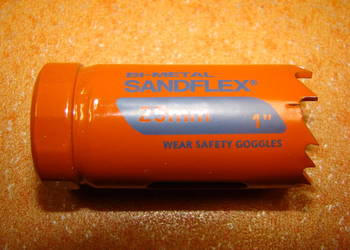 BI-METAL
SANDFLEX®
25mm 1"
WEAR SAFETY GOGGLES